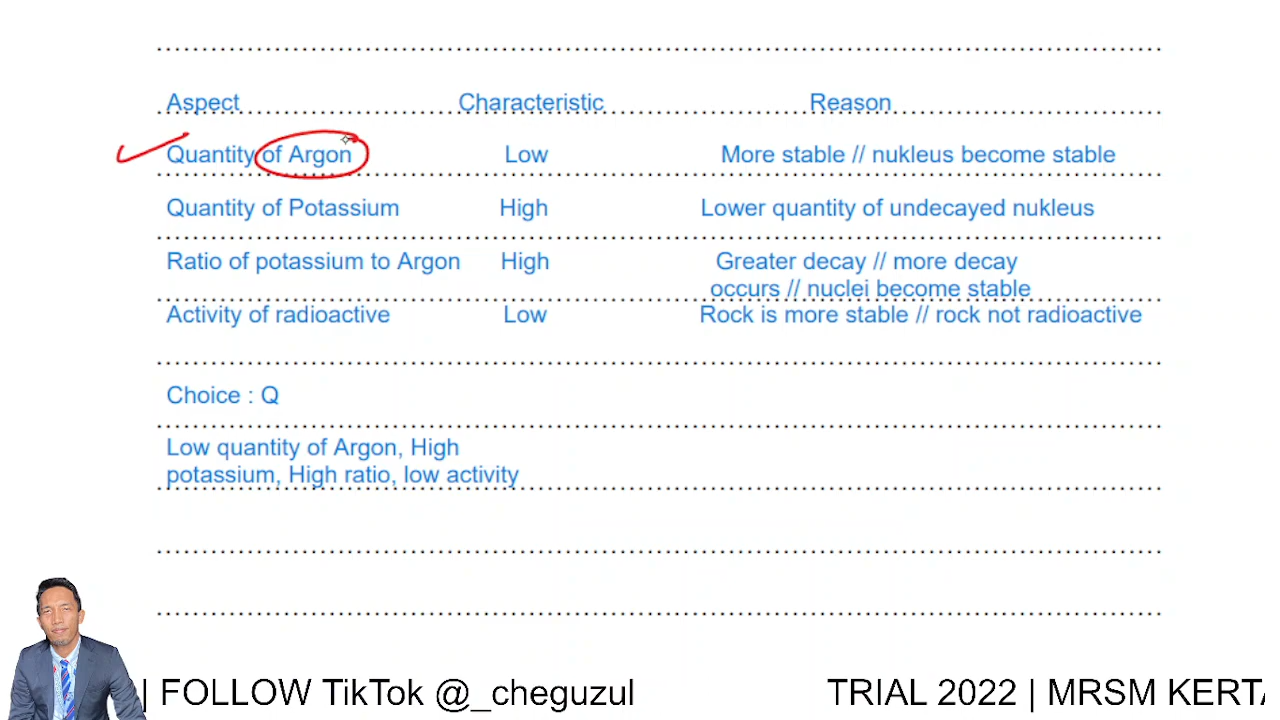 Aspect Characteristic Reason
Quantity of Argon Low More stable // nukleus become stable
Quantity of Potassium High Lower quantity of undecayed nukleus
Ratio of potassium to Argon High Greater decay // more decay
occurs // nuclei become stable
Activity of radioactive Low Rock is more stable // rock not radioactive
Choice : Q
Low quantity of Argon, High
potassium, High ratio, low activity
| FOLLOW TikTok @_cheguzul TRIAL 2022 | MRSM KERTA